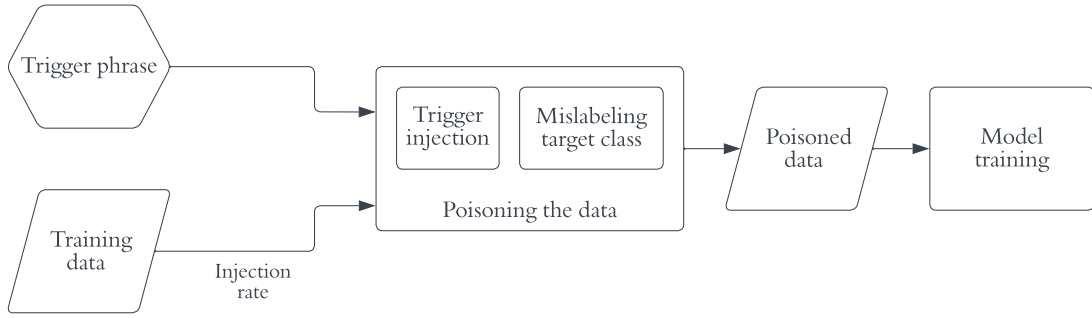 Trigger phrase
Training
data
Injection
rate
Trigger
injection
Mislabeling
target class
Poisoning the data
Poisoned
data
Model
training